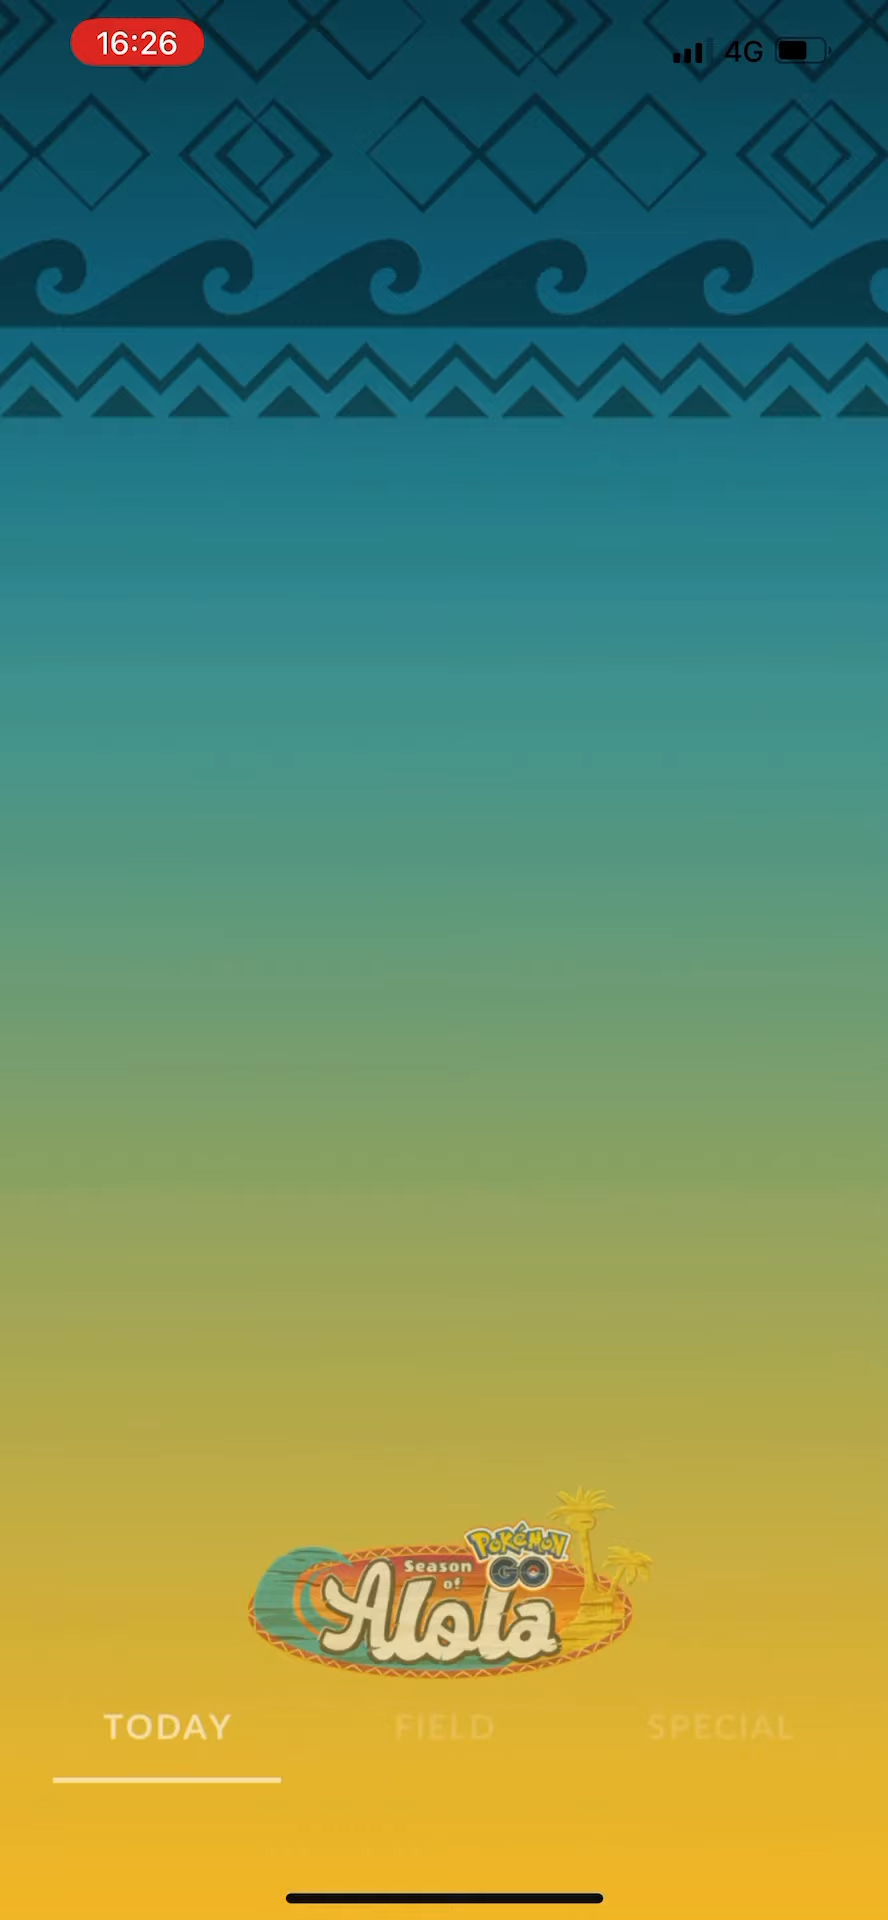 16:26
4G
Pokémon
GO
Season
of
Alola
TODAY
FIELD
SPECIAL